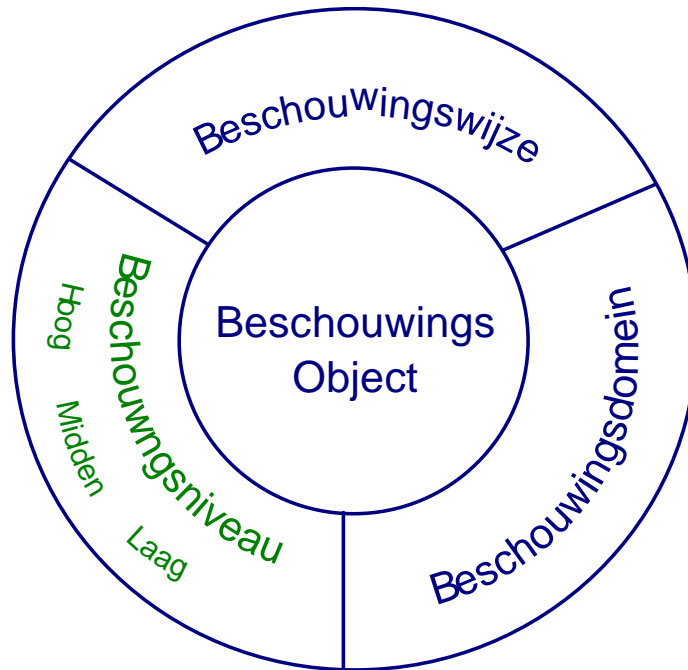 Beschouwingswijze
Beschouwings
Object
Beschouwngsniveau
Hoog
Midden
Laag
Beschouwingsdomein